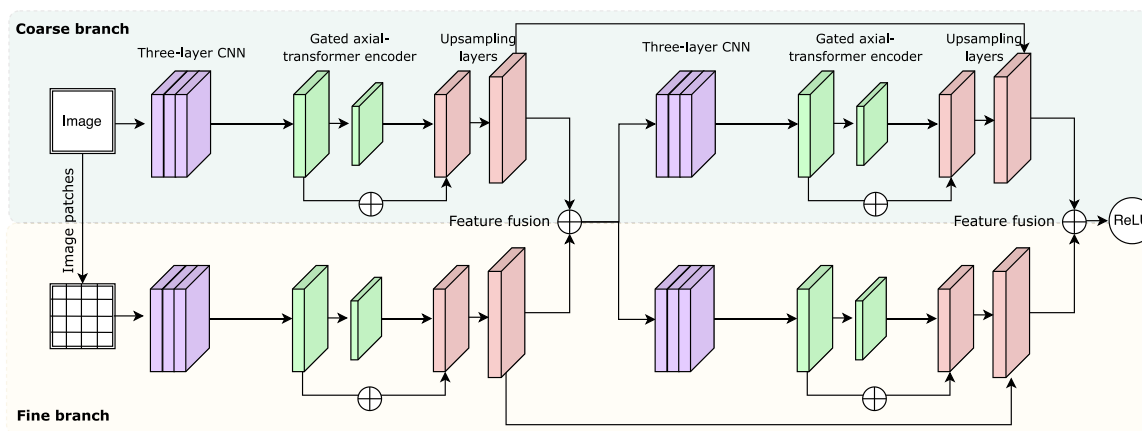 Coarse branch
Three-layer CNN
Gated axial-
transformer encoder
Upsampling
layers
Three-layer CNN
Gated axial-
transformer encoder
Upsampling
layers
Image
Image patches
Feature fusion
Feature fusion
ReLU
Fine branch